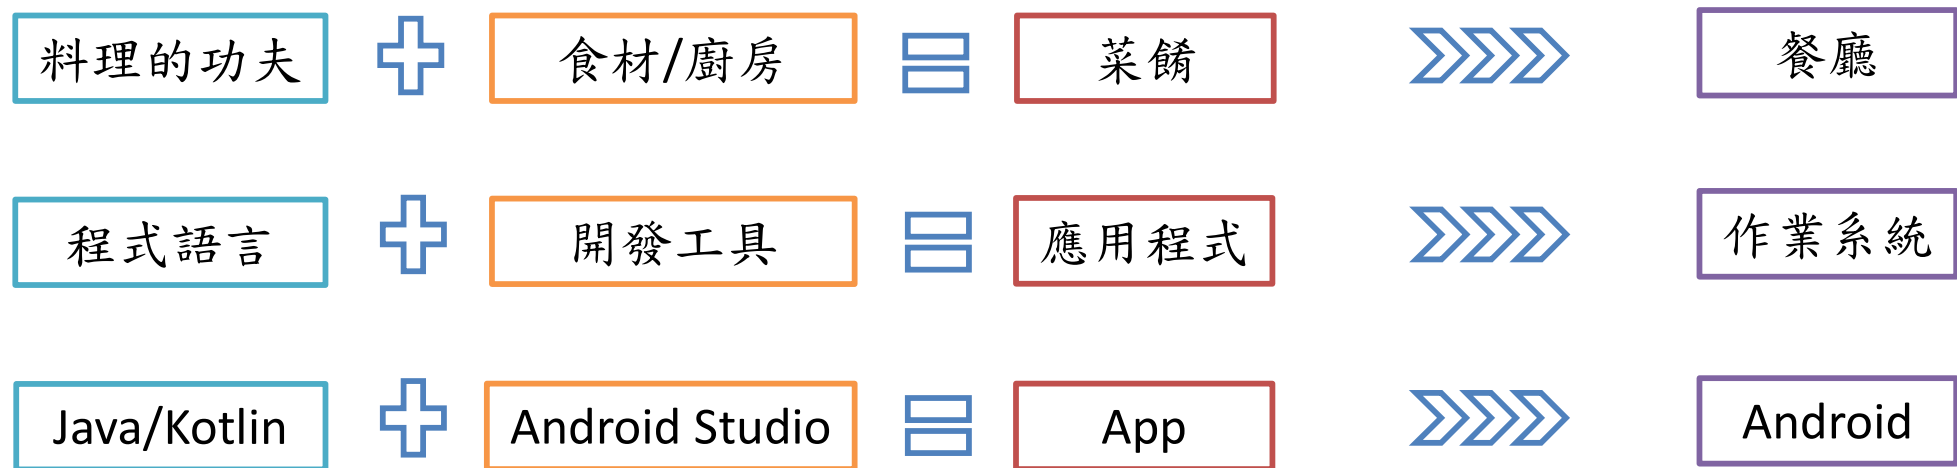 料理的功夫 食材/廚房 菜餚 餐廳
程式語言 開發工具 應用程式 作業系統
Java/Kotlin Android Studio App Android